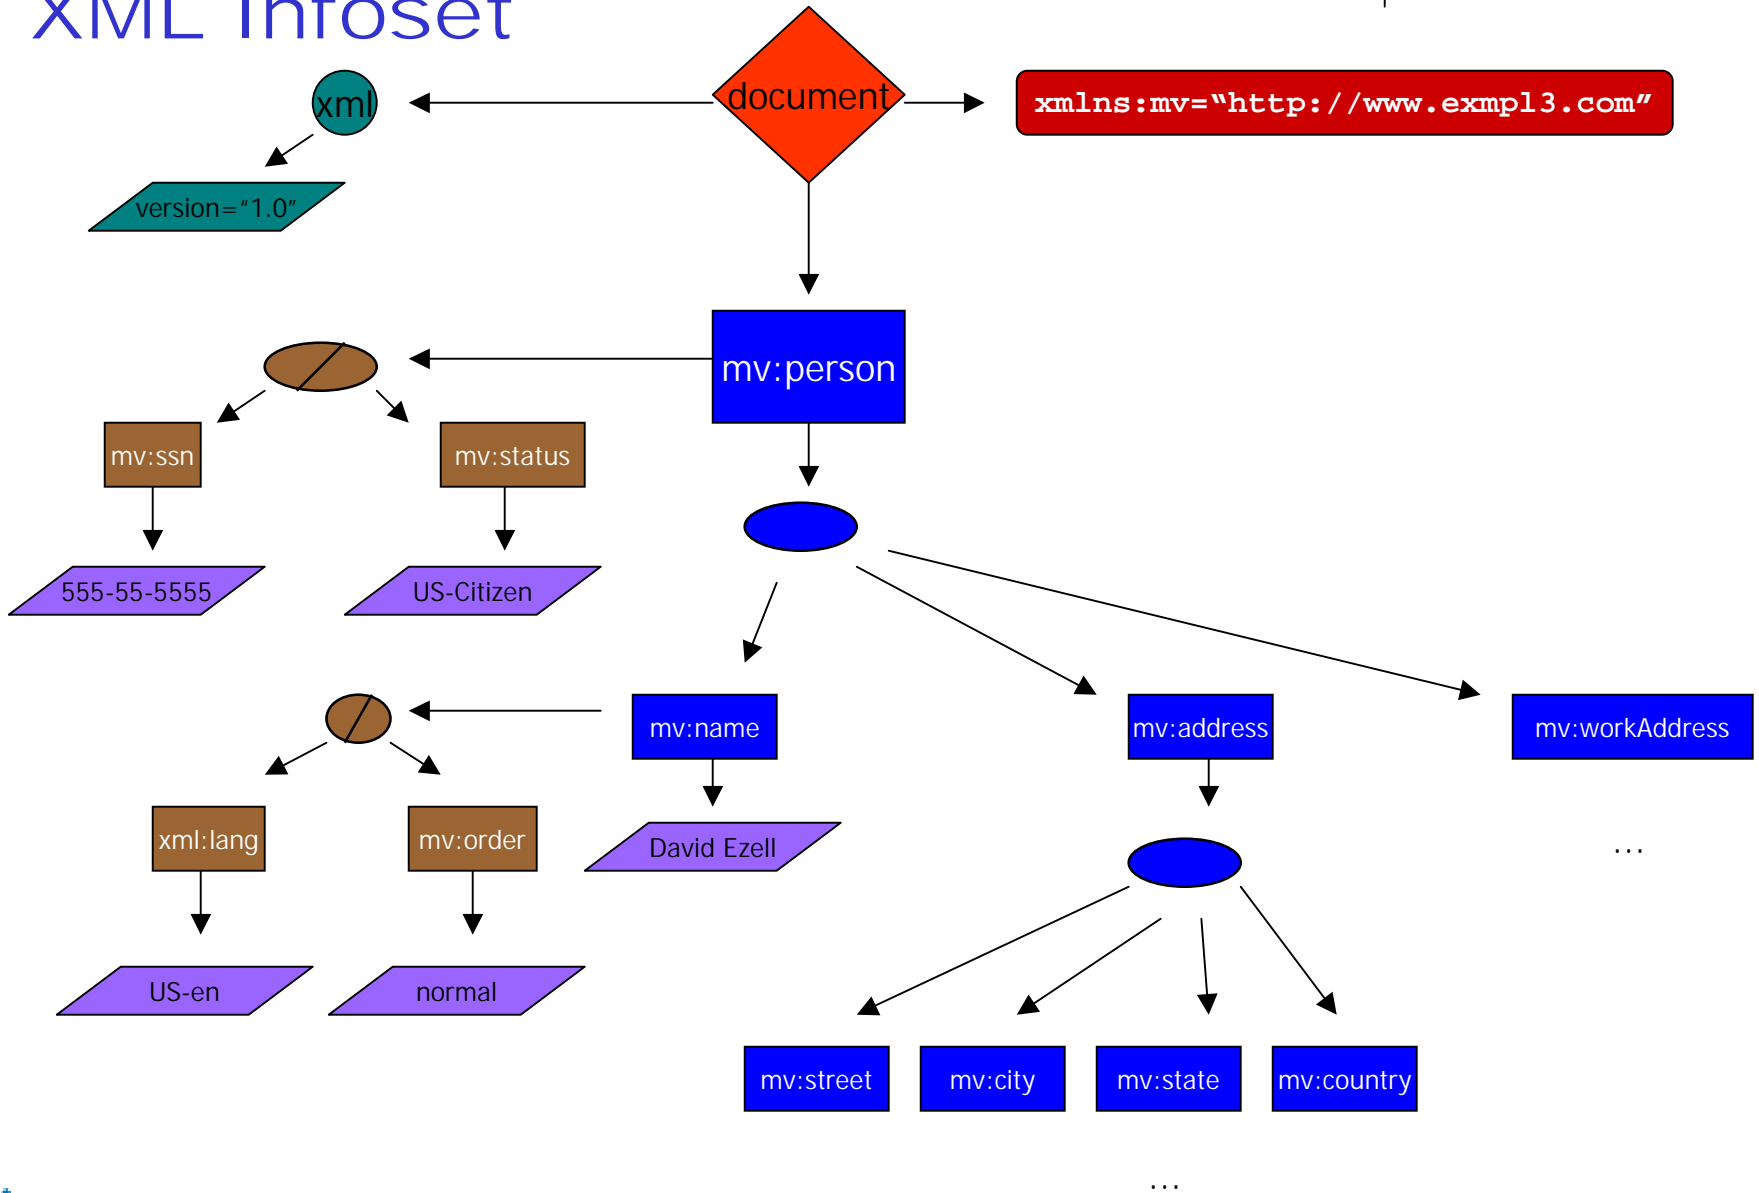 XML Infoset
xml
document
xmlns:mv=“http://www.exmpl3.com”
version=“1.0”
mv:person
mv:ssn
mv:status
555-55-5555
US-Citizen
mv:name
mv:address
mv:workAddress
xml:lang
mv:order
David Ezell
...
US-en
normal
mv:street
mv:city
mv:state
mv:country
...